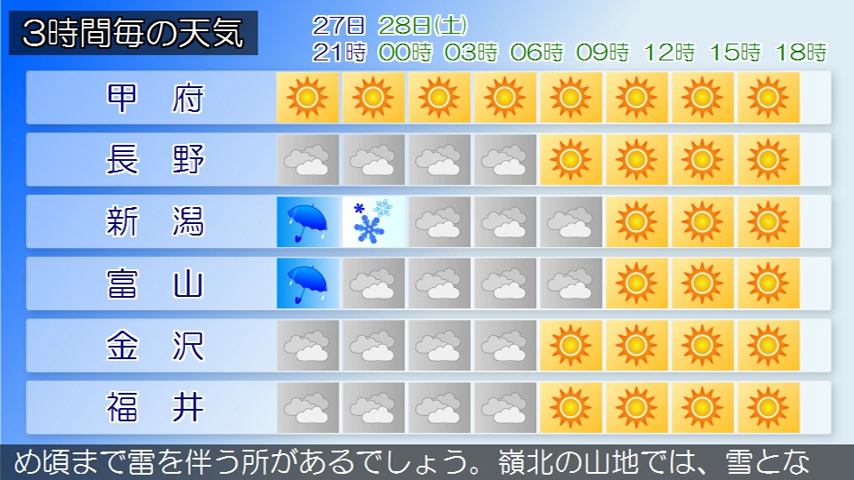 3時間毎の天気
27日 28日(土)
21時 00時 03時 06時 09時 12時 15時 18時
甲府
長野
新潟
富山
金沢
福井
め頃まで雷を伴う所があるでしょう。嶺北の山地では、雪とな